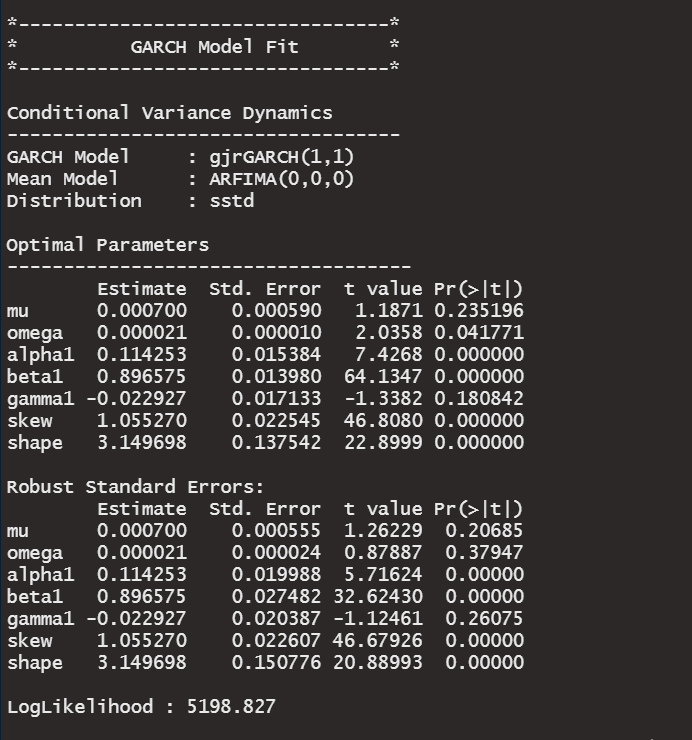 *---------------------------------*
*          GARCH Model Fit        *
*---------------------------------*
Conditional Variance Dynamics
-----------------------------------
GARCH Model     : gjrGARCH(1,1)
Mean Model      : ARFIMA(0,0,0)
Distribution    : sstd
Optimal Parameters
------------------------------------
        Estimate  Std. Error  t value Pr(>|t|)
mu      0.000700    0.000590   1.1871 0.235196
omega   0.000021    0.000010   2.0358 0.041771
alpha1  0.114253    0.015384   7.4268 0.000000
beta1   0.896575    0.013980  64.1347 0.000000
gamma1 -0.022927    0.017133  -1.3382 0.180842
skew    1.055270    0.022545  46.8080 0.000000
shape   3.149698    0.137542  22.8999 0.000000
Robust Standard Errors:
        Estimate  Std. Error  t value Pr(>|t|)
mu      0.000700    0.000555  1.26229  0.20685
omega   0.000021    0.000024  0.87887  0.37947
alpha1  0.114253    0.019988  5.71624  0.00000
beta1   0.896575    0.027482 32.62430  0.00000
gamma1 -0.022927    0.020387 -1.12461  0.26075
skew    1.055270    0.022607 46.67926  0.00000
shape   3.149698    0.150776 20.88993  0.00000
LogLikelihood : 5198.827